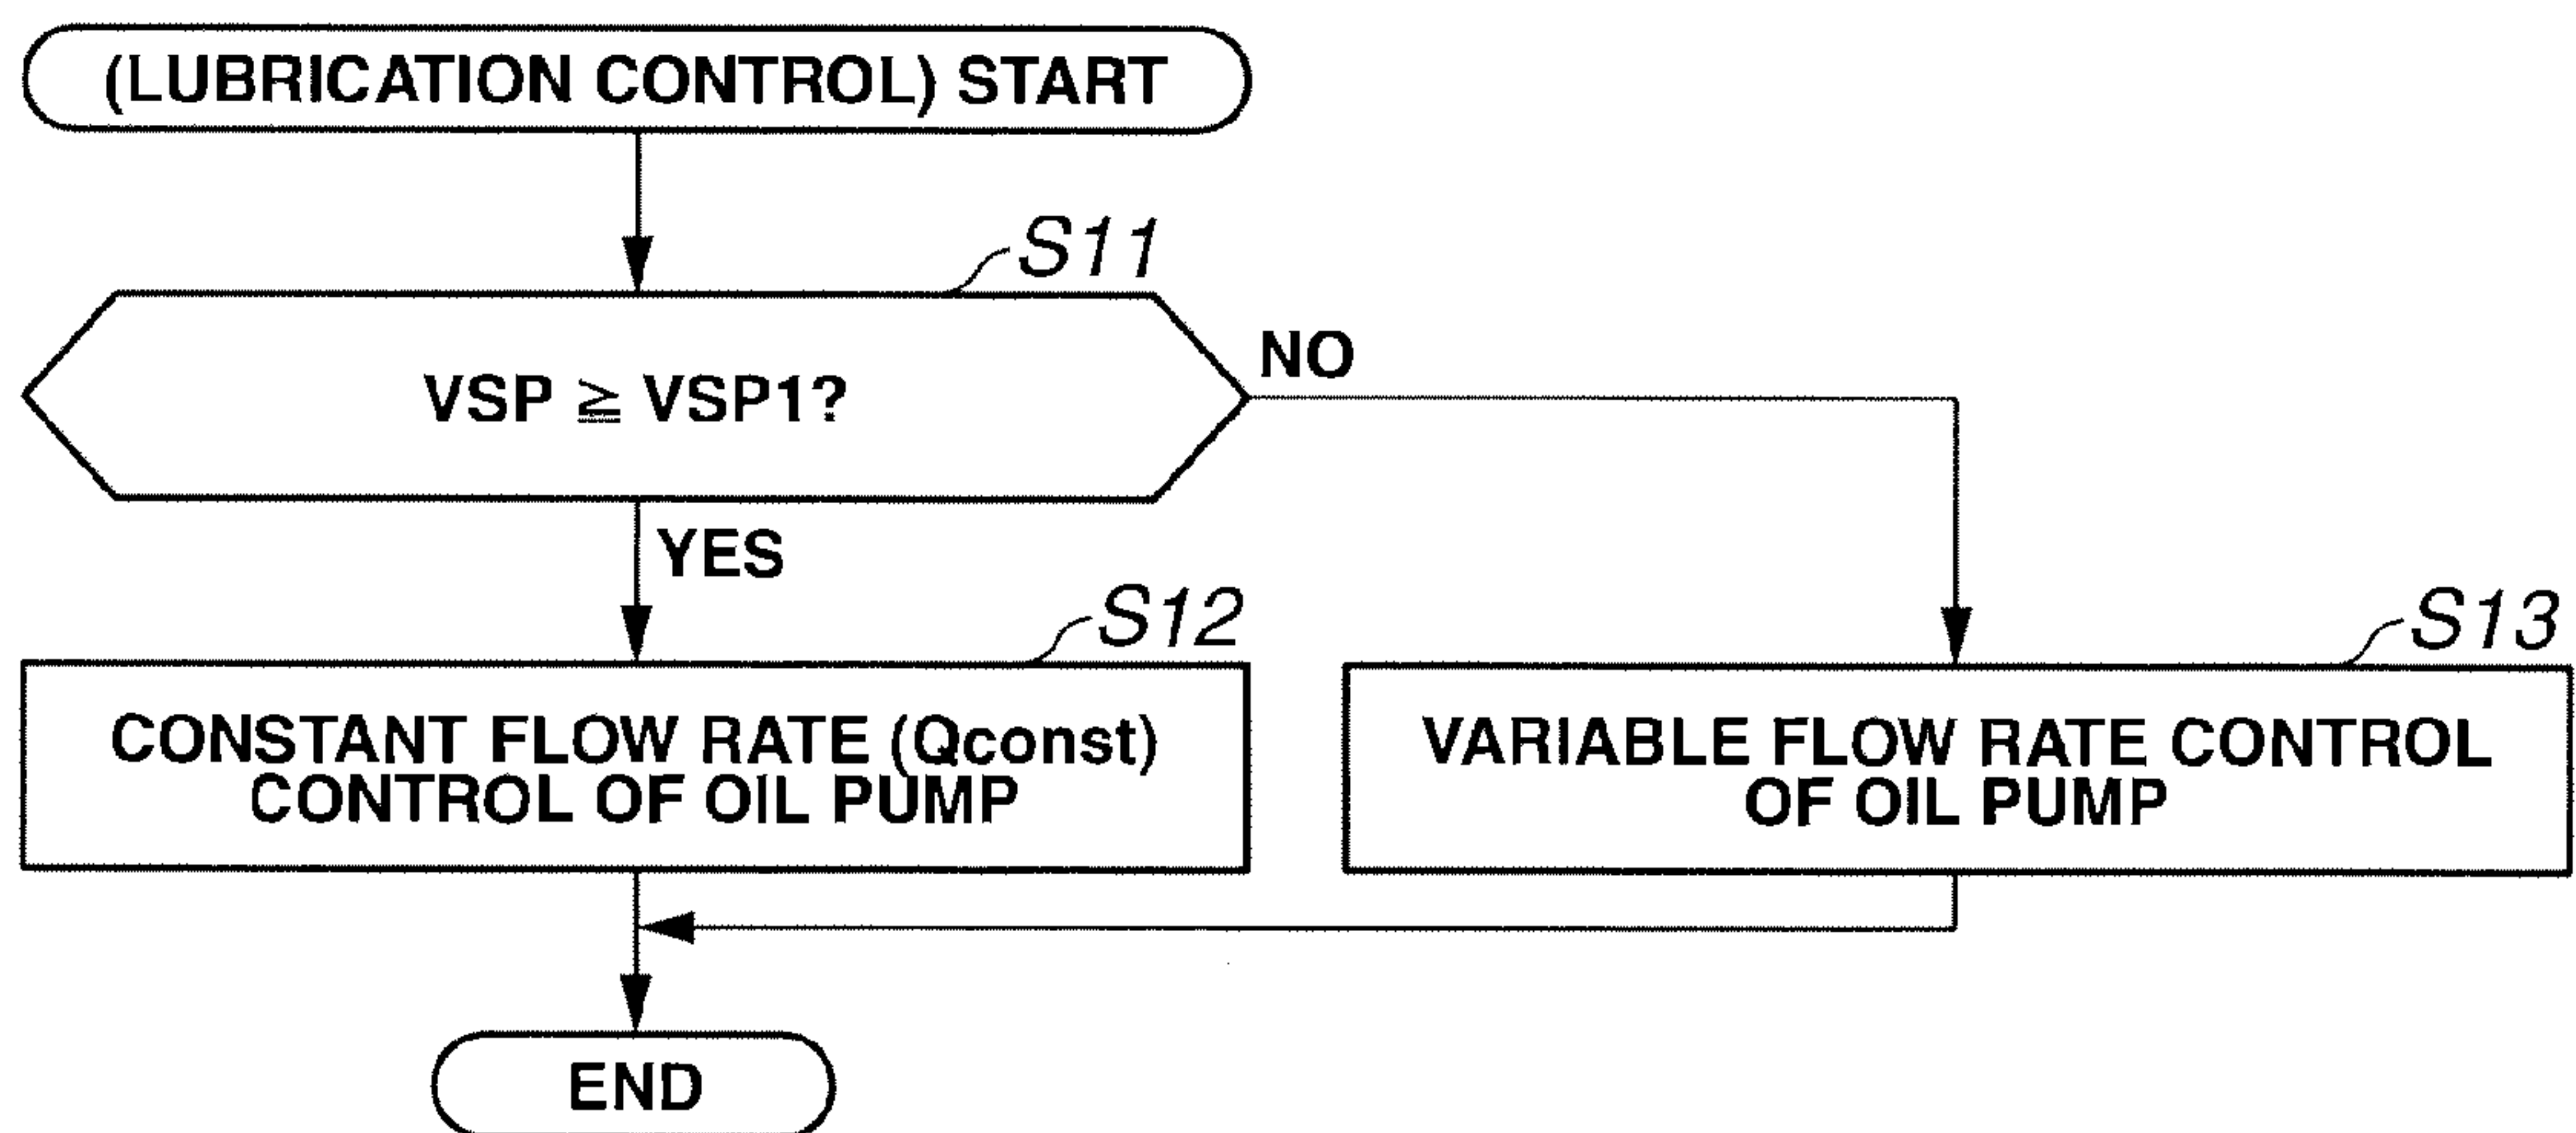 (LUBRICATION CONTROL) START
S11
VSP ≧ VSP1?
NO
YES
S12
CONSTANT FLOW RATE (Qconst)
CONTROL OF OIL PUMP
S13
VARIABLE FLOW RATE CONTROL
OF OIL PUMP
END